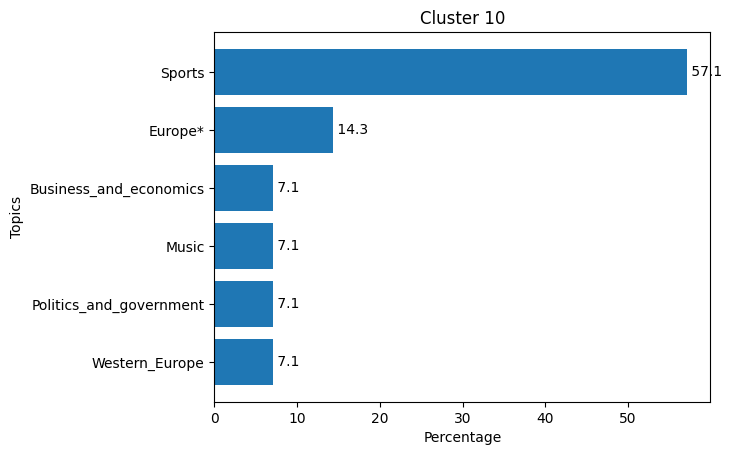 Cluster 10
Sports 57.1
Europe* 14.3
Business_and_economics 7.1
Music 7.1
Politics_and_government 7.1
Western_Europe 7.1
Topics
0 10 20 30 40 50
Percentage